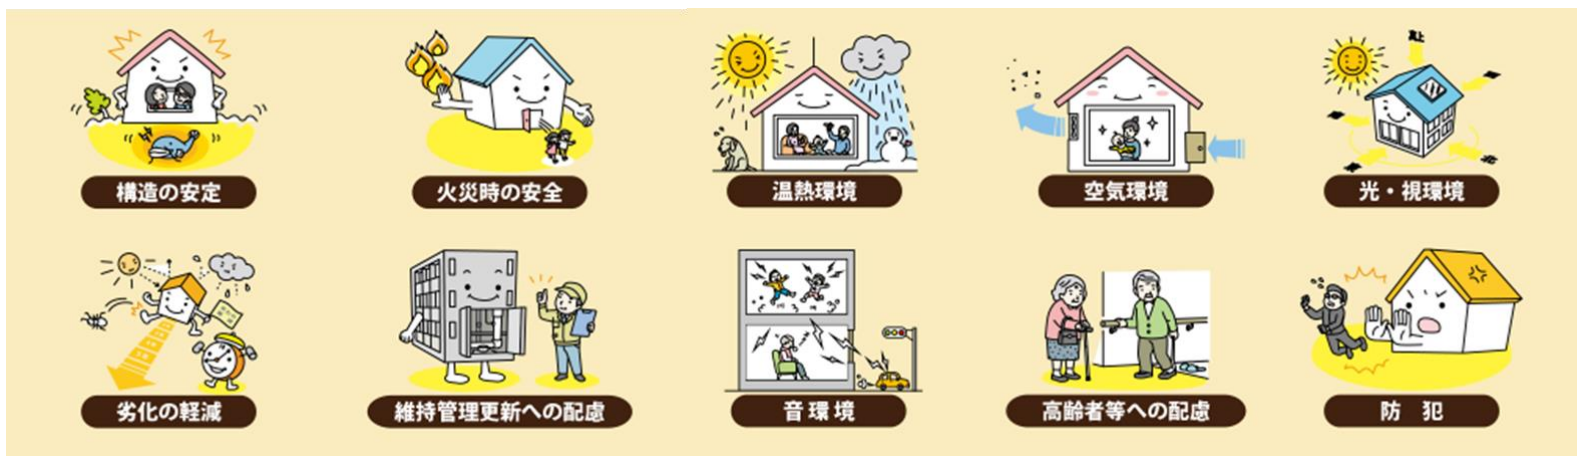 真上
構造の安定
火災時の安全
温熱環境
空気環境
光・視環境
劣化の軽減
維持管理更新への配慮
音環境
高齢者等への配慮
防 犯